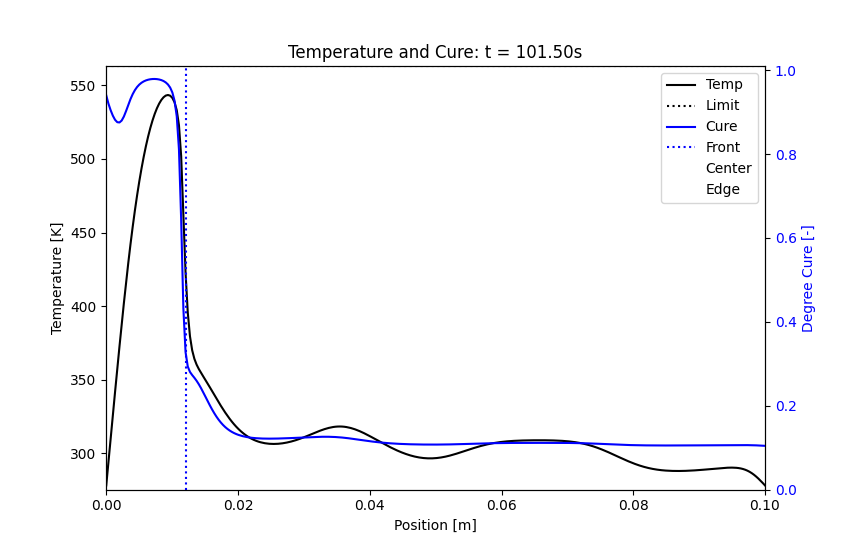 Temperature and Cure: t = 101.50s
Temperature [K]
550
500
450
400
350
300
Temp
Limit
Cure
Front
Center
Edge
1.0
0.8
0.6
0.4
0.2
0.0
Degree Cure [-]
0.00
0.02
0.04
0.06
0.08
0.10
Position [m]